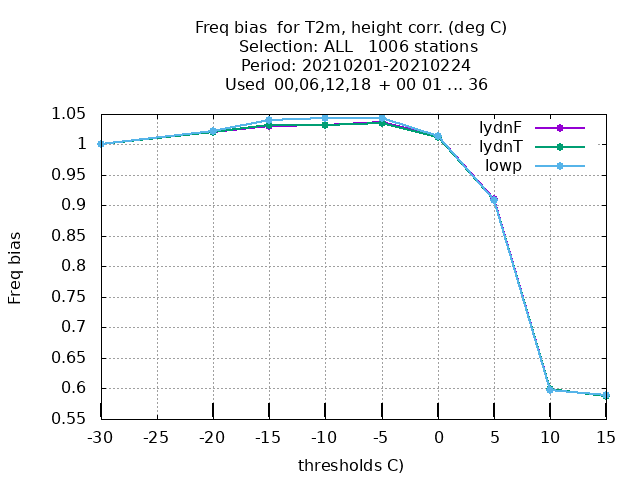 Freq bias  for T2m, height corr. (deg C)
Selection: ALL   1006 stations
Period: 20210201-20210224
Used  00,06,12,18 + 00 01 ... 36
1.05
1
0.95
0.9
0.85
0.8
0.75
0.7
0.65
0.6
0.55
Freq bias
lydnF
lydnT
lowp
-30 -25 -20 -15 -10 -5 0 5 10 15
thresholds C)